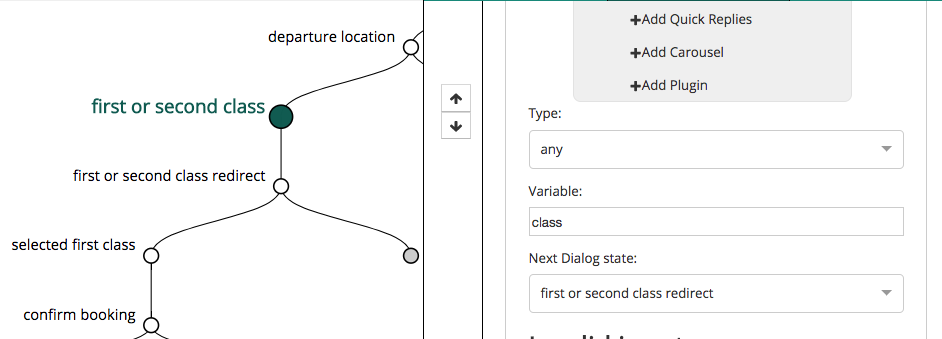 departure location
first or second class
first or second class redirect
selected first class
confirm booking
+Add Quick Replies
+Add Carousel
+Add Plugin
Type:
any
Variable:
class
Next Dialog state:
first or second class redirect